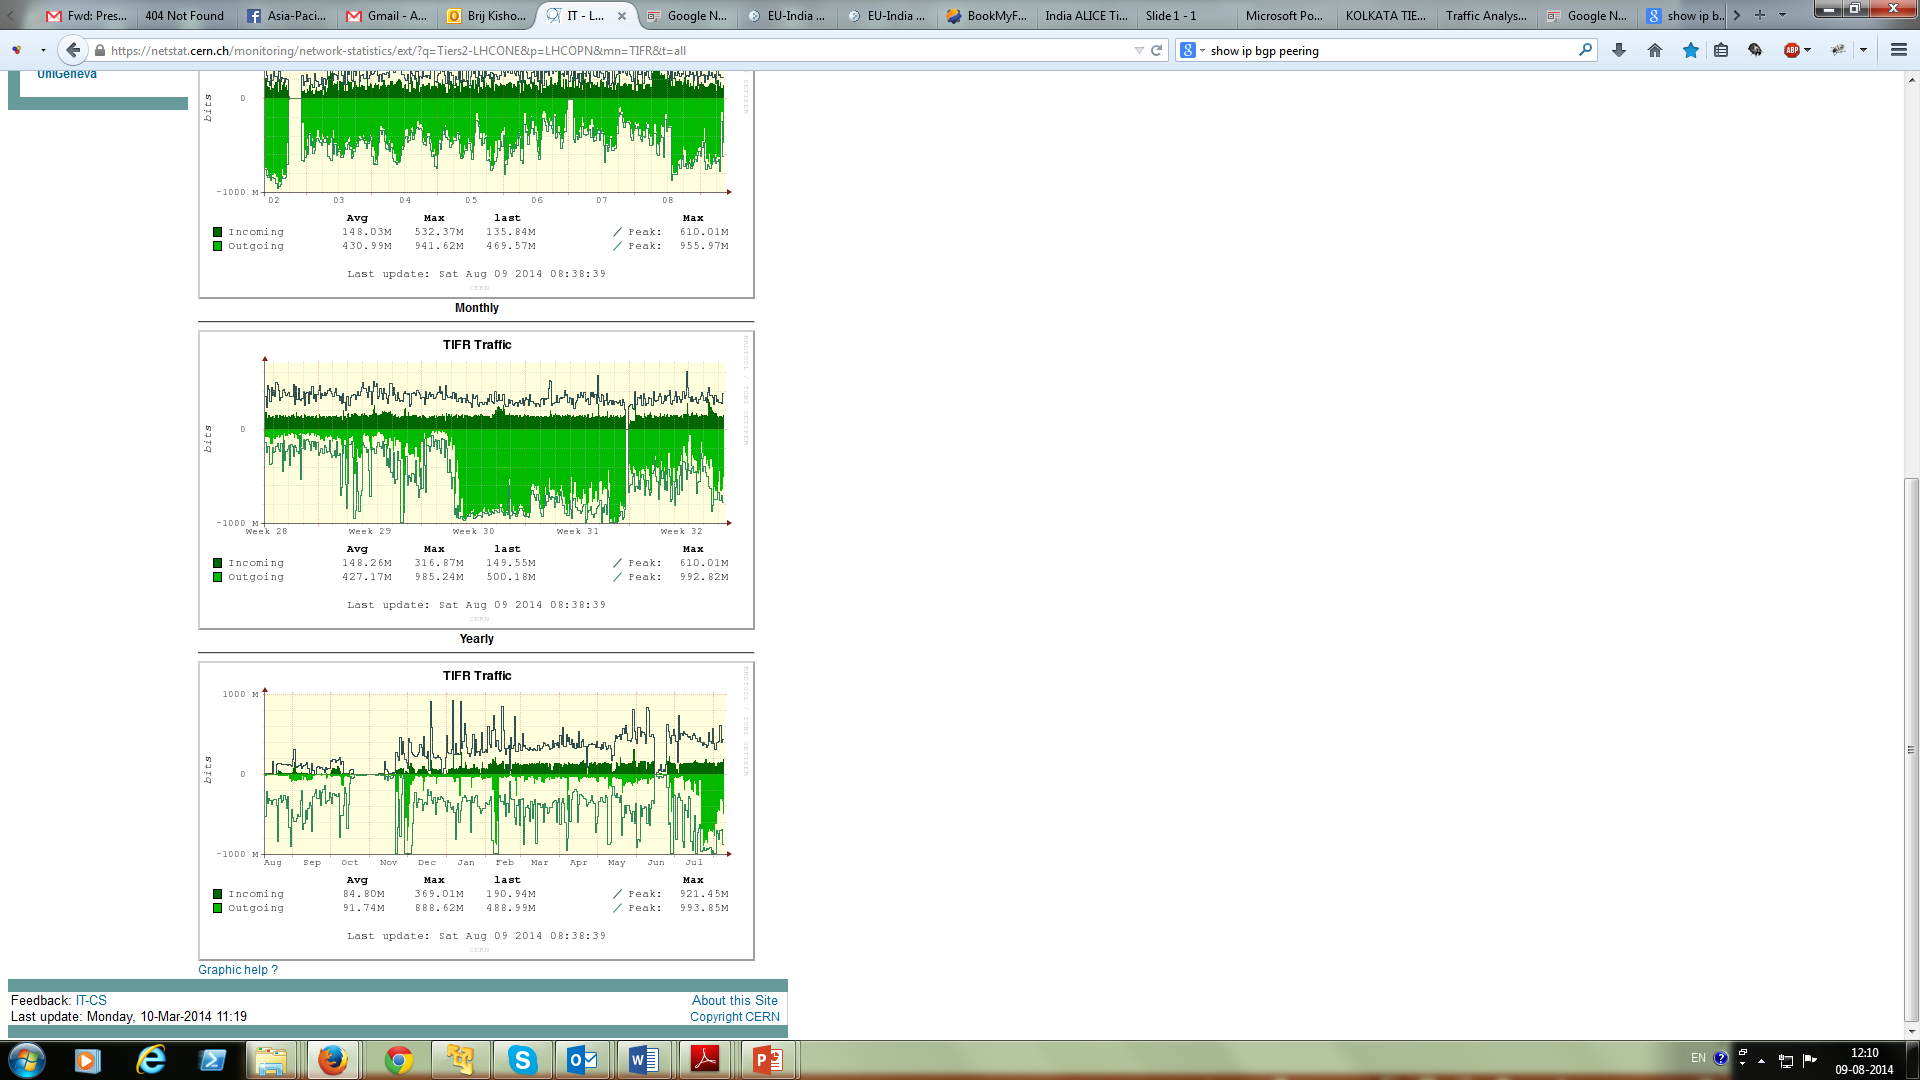 Fwd: Pres...
404 Not Found
Asia-Paci...
Gmail - A...
Brij Kisho...
IT - L...
Google N...
EU-India ...
EU-India ...
BookMyF...
India ALICE Ti...
Slide 1 - 1
Microsoft Po...
KOLKATA TIE...
Traffic Analys...
Google N...
show ip b...
https://netstat.cern.ch/monitoring/network-statistics/ext/?q=Tiers2-LHCONE&p=LHCOPN&mn=TIFR&t=all
show ip bgp peering
ABP
UniGeneva
bits
0
-1000 M
02 03 04 05 06 07 08
Avg Max last Max
Incoming 148.03M 532.37M 135.84M Peak: 610.01M
Outgoing 430.99M 941.62M 469.57M Peak: 955.97M
Last update: Sat Aug 09 2014 08:38:39
CERN
Monthly
TIFR Traffic
RRDTOOL / TOBI OETIKER
bits
0
-1000 M
Week 28 Week 29 Week 30 Week 31 Week 32
Avg Max last Max
Incoming 148.26M 316.87M 149.55M Peak: 610.01M
Outgoing 427.17M 985.24M 500.18M Peak: 992.82M
Last update: Sat Aug 09 2014 08:38:39
CERN
Yearly
TIFR Traffic
RRDTOOL / TOBI OETIKER
1000 M
bits
0
-1000 M
Aug Sep Oct Nov Dec Jan Feb Mar Apr May Jun Jul
Avg Max last Max
Incoming 84.80M 369.01M 190.94M Peak: 921.45M
Outgoing 91.74M 888.62M 488.99M Peak: 993.85M
Last update: Sat Aug 09 2014 08:38:39
CERN
Graphic help ?
Feedback: IT-CS
About this Site
Last update: Monday, 10-Mar-2014 11:19
Copyright CERN
EN
12:10
09-08-2014